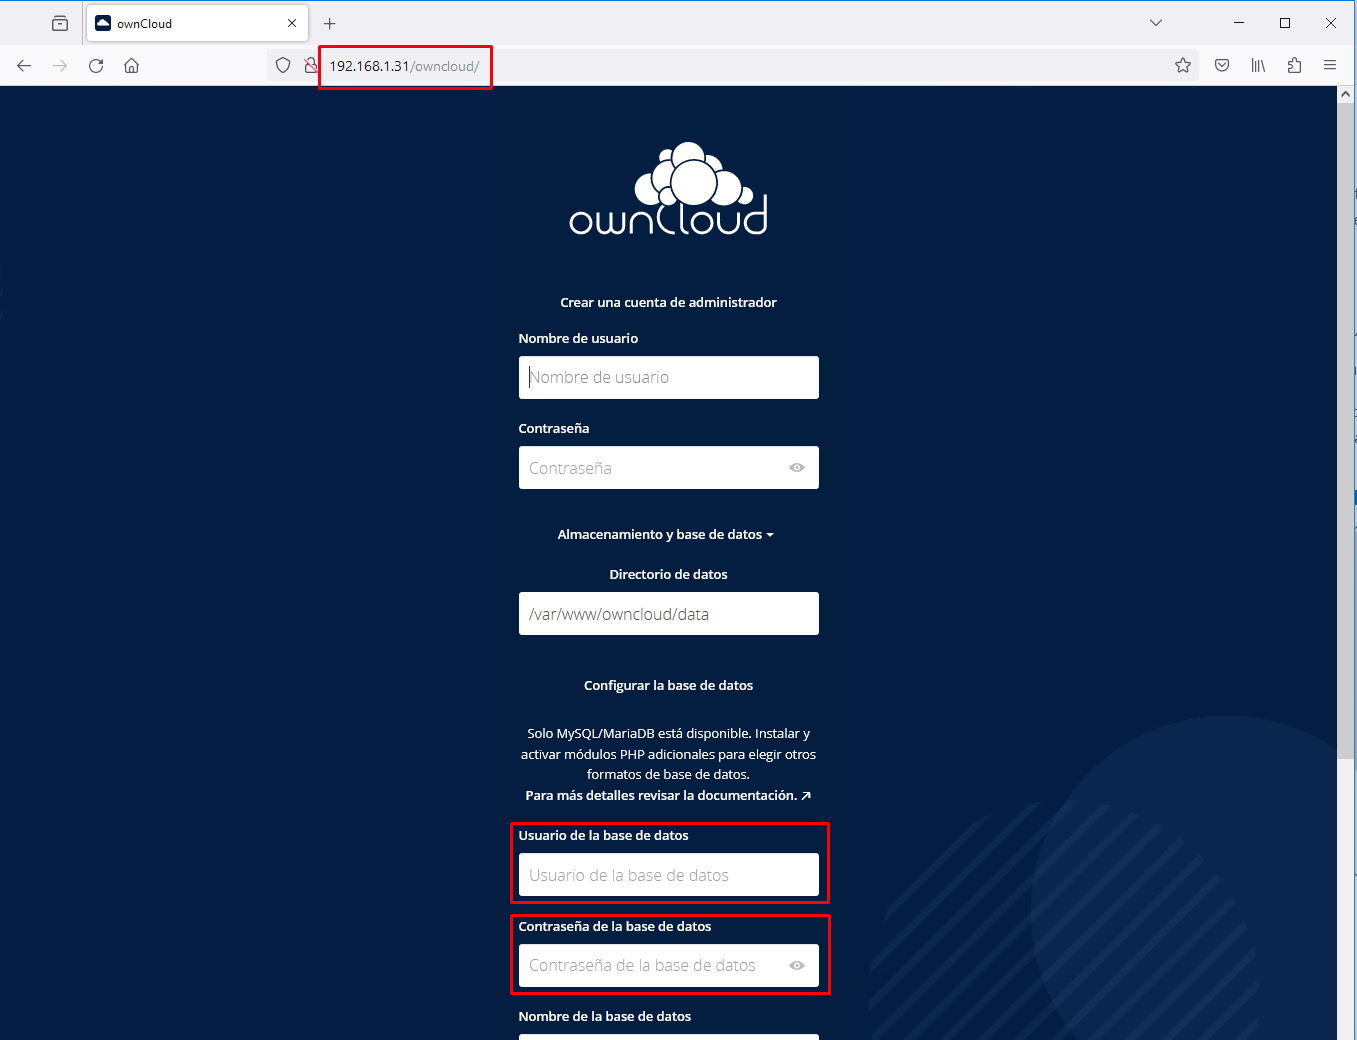 ownCloud
192.168.1.31/owncloud/
ownCloud
Crear una cuenta de administrador
Nombre de usuario
Nombre de usuario
Contraseña
Contraseña
Almacenamiento y base de datos
Directorio de datos
/var/www/owncloud/data
Configurar la base de datos
Solo MySQL/MariaDB está disponible. Instalar y
activar módulos PHP adicionales para elegir otros
formatos de base de datos.
Para más detalles revisar la documentación.
Usuario de la base de datos
Usuario de la base de datos
Contraseña de la base de datos
Contraseña de la base de datos
Nombre de la base de datos